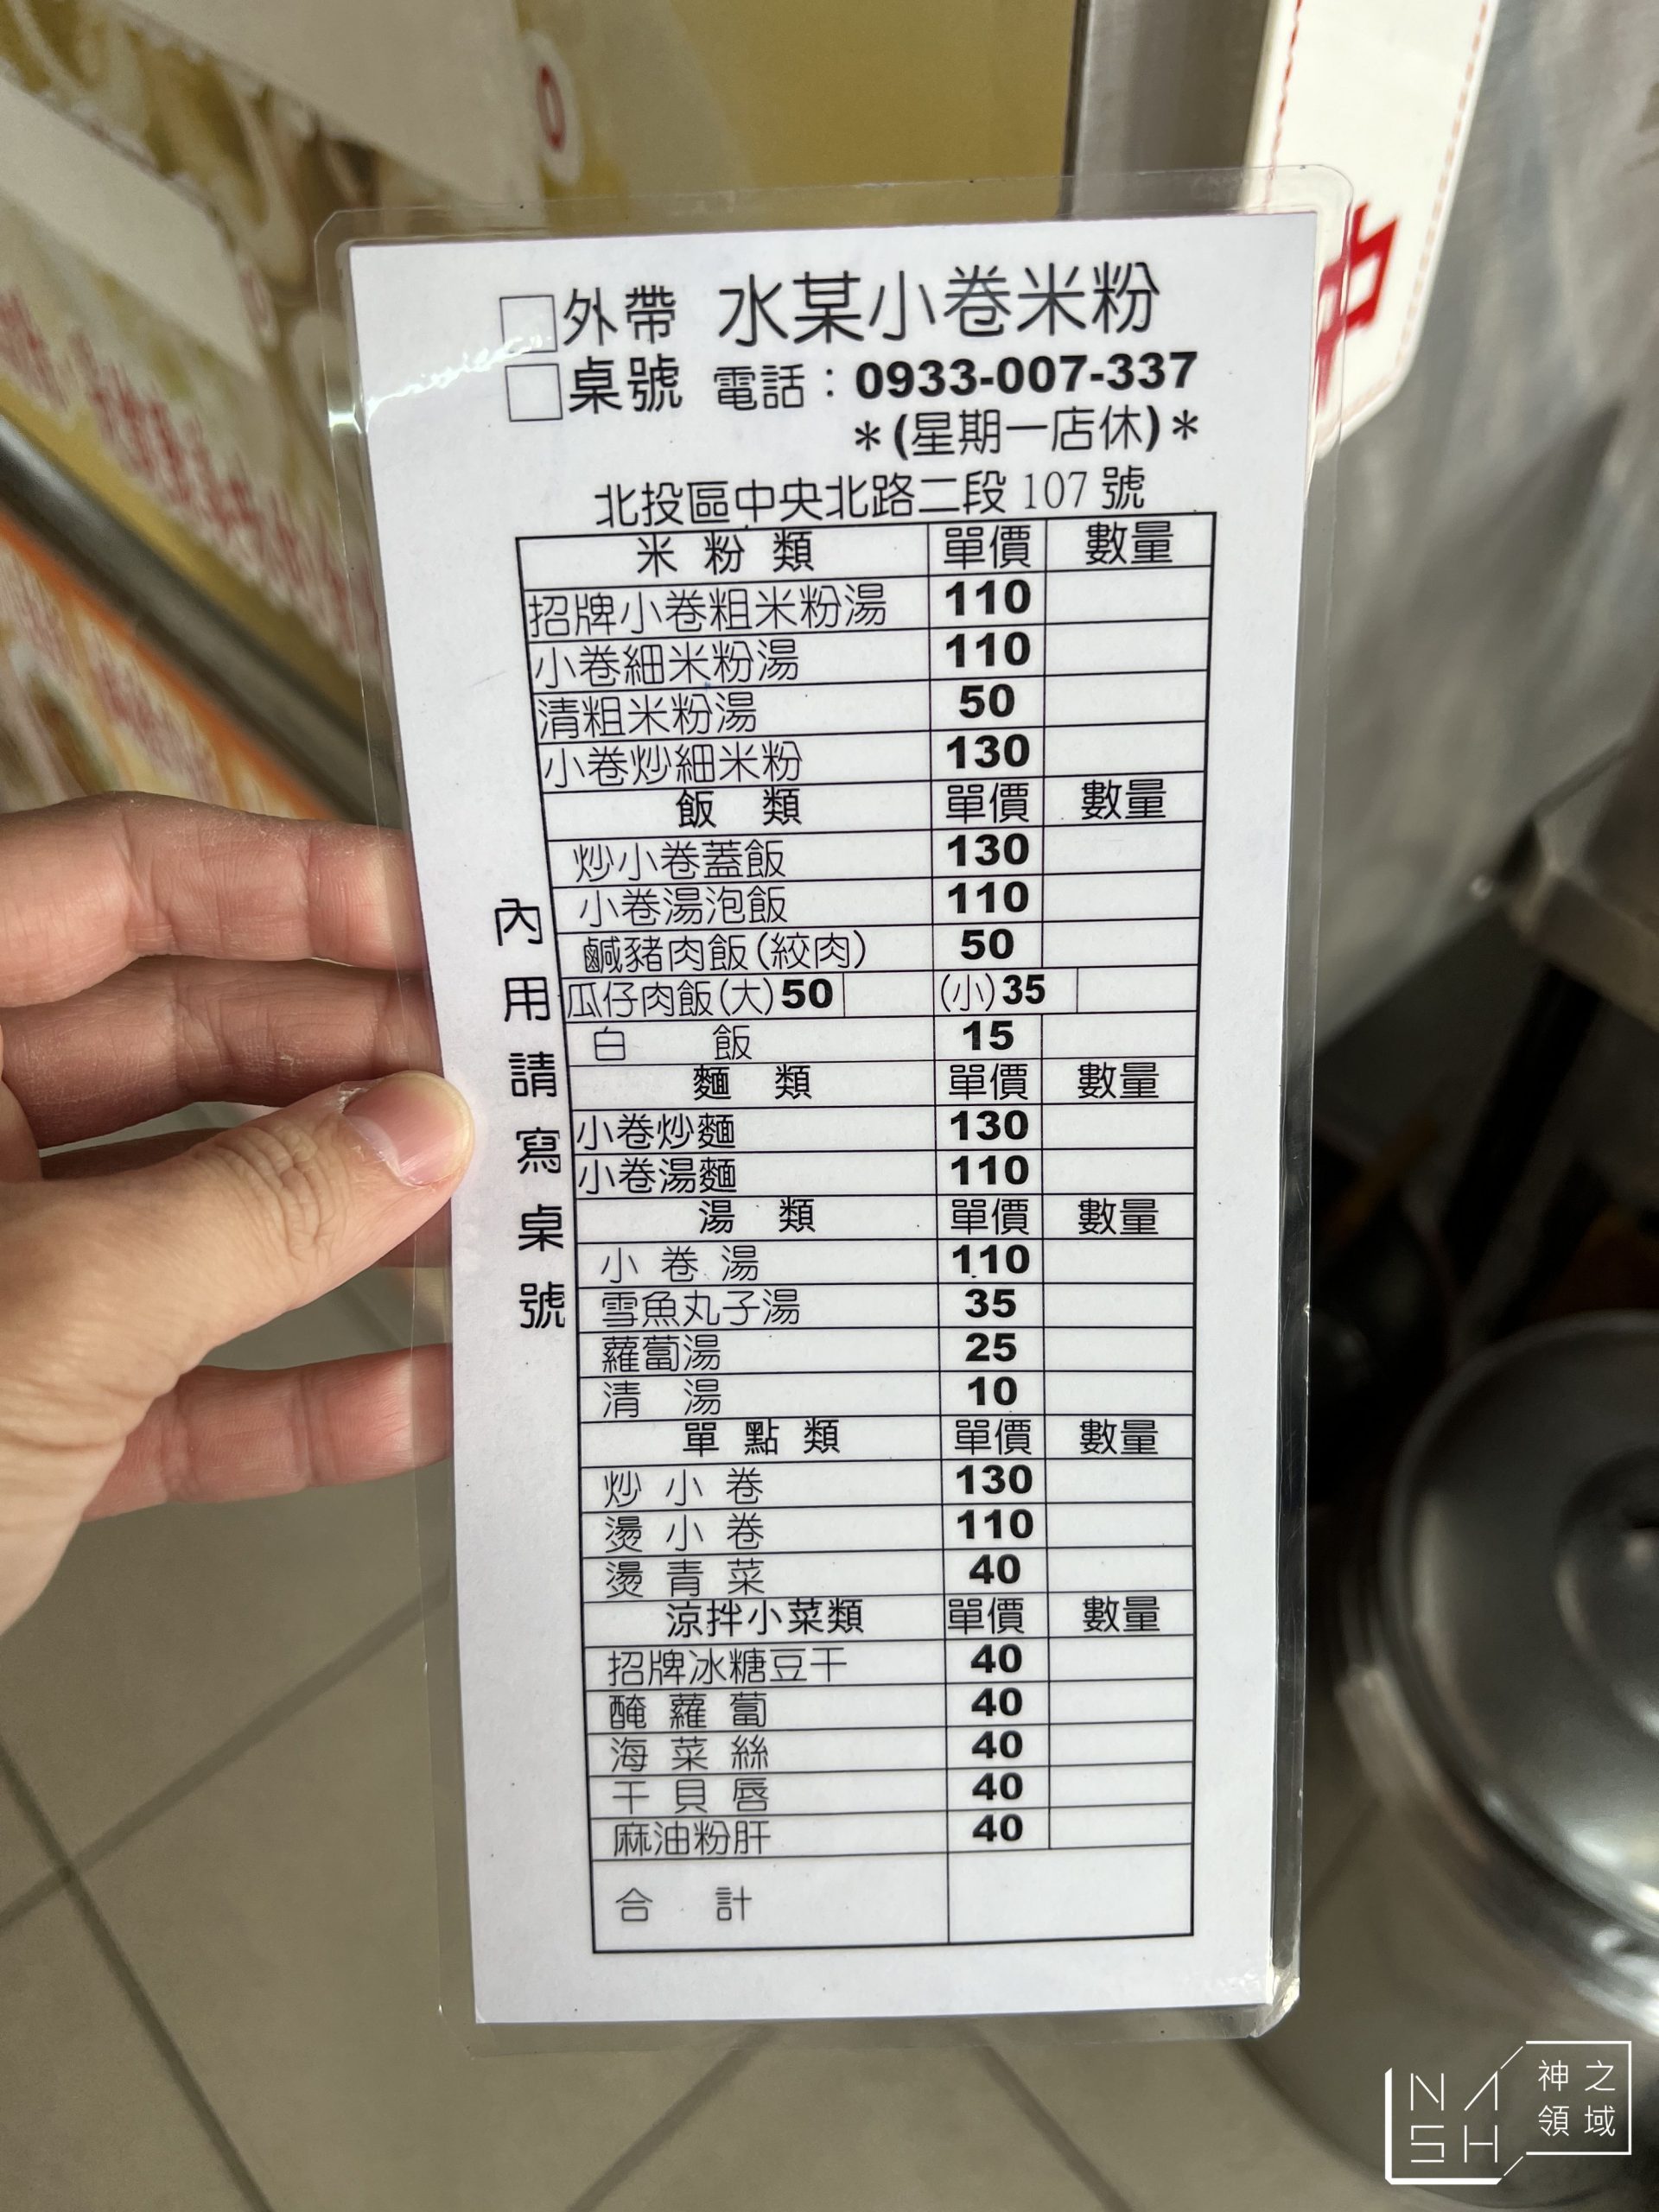 □外帶 水某小卷米粉
□桌號 電話：0933-007-337
＊(星期一店休)＊
北投區中央北路二段 107 號
米 粉 類 單價 數量
招牌小卷粗米粉湯 110
小卷細米粉湯 110
清粗米粉湯 50
小卷炒細米粉 130
飯 類 單價 數量
炒小卷蓋飯 130
小卷湯泡飯 110
鹹豬肉飯(絞肉) 50
瓜仔肉飯(大)50 (小)35
白 飯 15
麵 類 單價 數量
小卷炒麵 130
小卷湯麵 110
湯 類 單價 數量
小 卷 湯 110
雪魚丸子湯 35
蘿蔔湯 25
清 湯 10
單 點 類 單價 數量
炒 小 卷 130
燙 小 卷 110
燙 青 菜 40
涼拌小菜類 單價 數量
招牌冰糖豆干 40
醃 蘿 蔔 40
海 菜 絲 40
干 貝 唇 40
麻油粉肝 40
合 計
內用請寫桌號
NASH
神之
領域